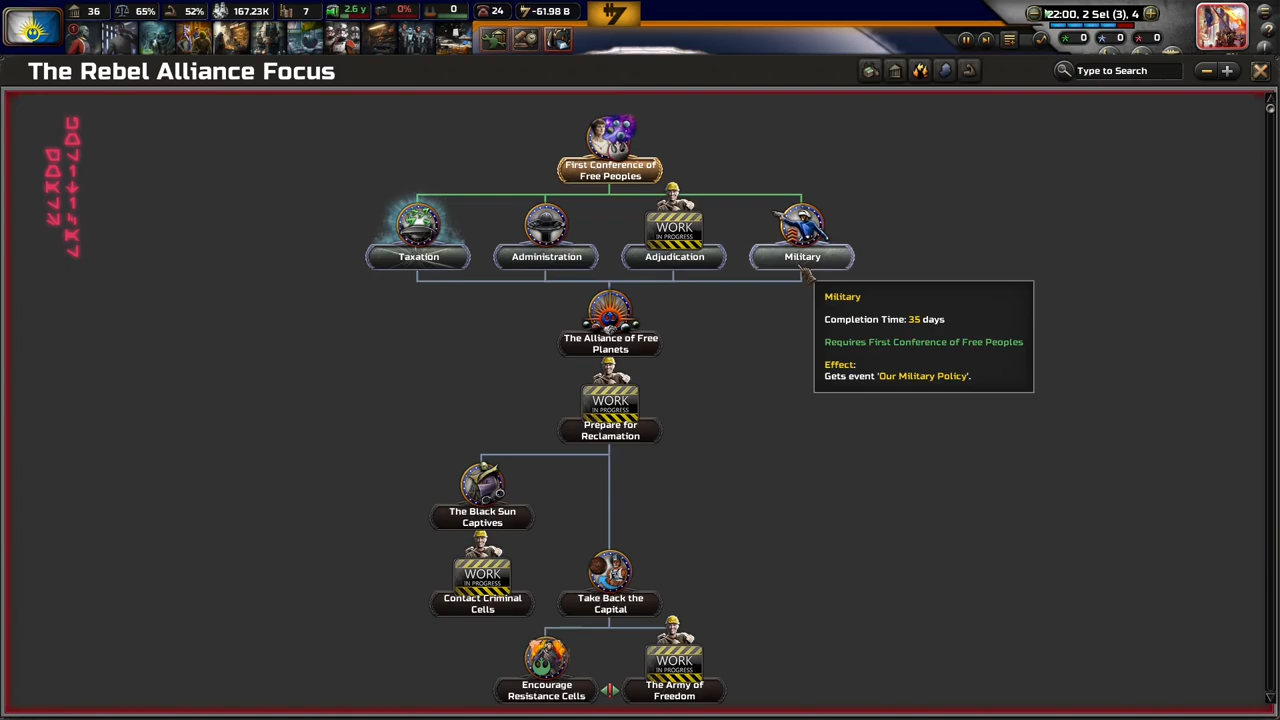 36
65%
52%
167.23K
7
2.6 y
0%
0
24
-61.98 B
22:00, 2 Sel (3), 4
0
0
0
The Rebel Alliance Focus
Type to Search
First Conference of
Free Peoples
WORK
IN PROGRESS
Taxation
Administration
Adjudication
Military
Military
Completion Time: 35 days
Requires First Conference of Free Peoples
Effect:
Gets event 'Our Military Policy'.
The Alliance of Free
Planets
WORK
IN PROGRESS
Prepare for
Reclamation
The Black Sun
Captives
WORK
IN PROGRESS
Contact Criminal
Cells
Take Back the
Capital
WORK
IN PROGRESS
Encourage
Resistance Cells
The Army of
Freedom